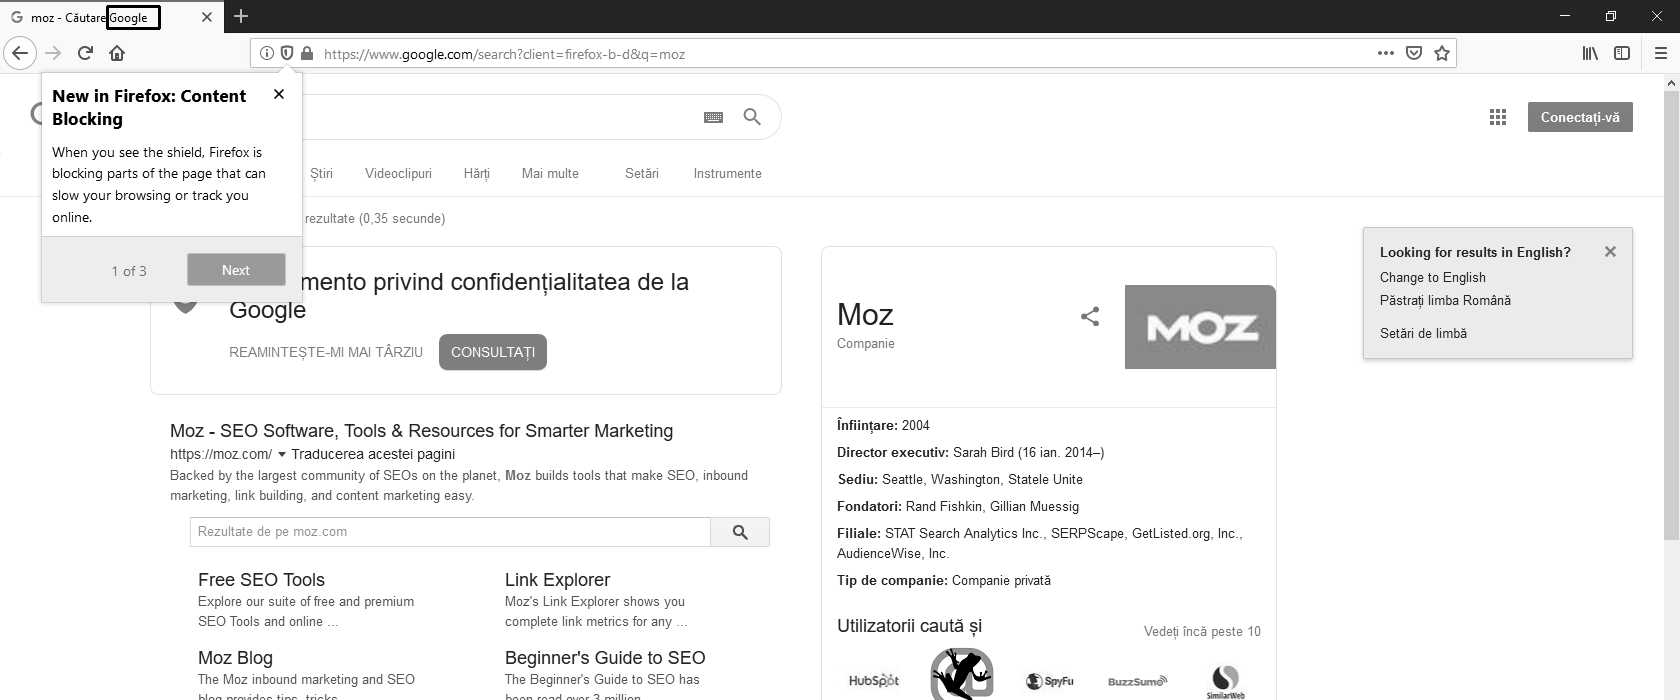 moz - Căutare Google
https://www.google.com/search?client=firefox-b-d&q=moz
New in Firefox: Content
Blocking
When you see the shield, Firefox is
blocking parts of the page that can
slow your browsing or track you
online.
1 of 3
Next
Conectați-vă
Știri
Videoclipuri
Hărți
Mai multe
Setări
Instrumente
rezultate (0,35 secunde)
privind confidențialitatea de la
Google
REAMINTEȘTE-MI MAI TÂRZIU
CONSULTAȚI
Moz - SEO Software, Tools & Resources for Smarter Marketing
https://moz.com/ Traducerea acestei pagini
Backed by the largest community of SEOs on the planet, Moz builds tools that make SEO, inbound
marketing, link building, and content marketing easy.
Rezultate de pe moz.com
Free SEO Tools
Explore our suite of free and premium
SEO Tools and online ...
Link Explorer
Moz's Link Explorer shows you
complete link metrics for any ...
Moz Blog
The Moz inbound marketing and SEO
blog provides tips, tricks,
Beginner's Guide to SEO
The Beginner's Guide to SEO has
been read over 3 million
Moz
Companie
MOZ
Înființare: 2004
Director executiv: Sarah Bird (16 ian. 2014–)
Sediu: Seattle, Washington, Statele Unite
Fondatori: Rand Fishkin, Gillian Muessig
Filiale: STAT Search Analytics Inc., SERPScape, GetListed.org, Inc.,
AudienceWise, Inc.
Tip de companie: Companie privată
Utilizatorii caută și
Vedeți încă peste 10
HubSpot
SpyFu
BuzzSumo
SimilarWeb
Looking for results in English?
Change to English
Păstrați limba Română
Setări de limbă